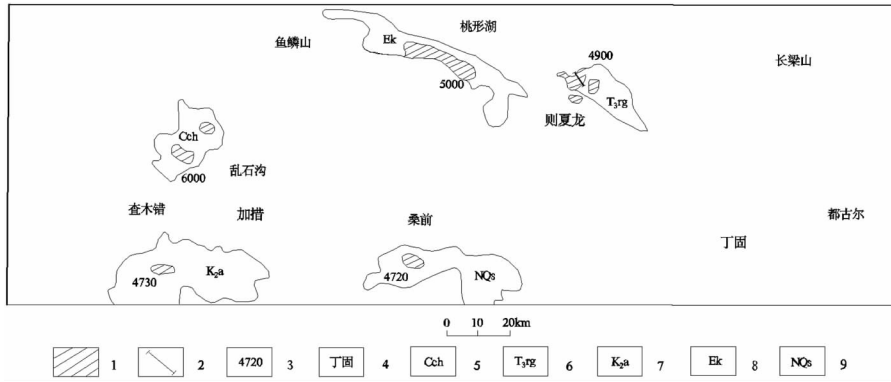 桃形湖
鱼鳞山
Ek
4900
长梁山
5000
T₃rg
则夏龙
Cch
乱石沟
6000
查木错
加措
桑前
都古尔
丁固
K₂a
4730
4720
NQs
0 10 20km
1
2
4720 3
丁固 4
Cch 5
T₃rg 6
K₂a 7
Ek 8
NQs 9